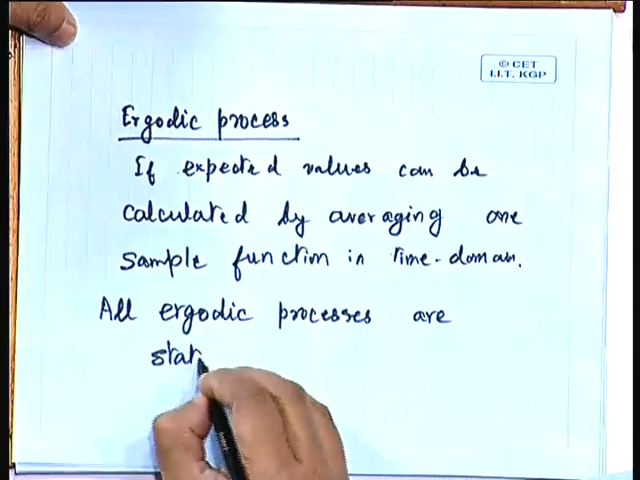 © CET
I.I.T. KGP
Ergodic process
If expected values can be
calculated by averaging one
sample function in time-domain.
All ergodic processes are
stat